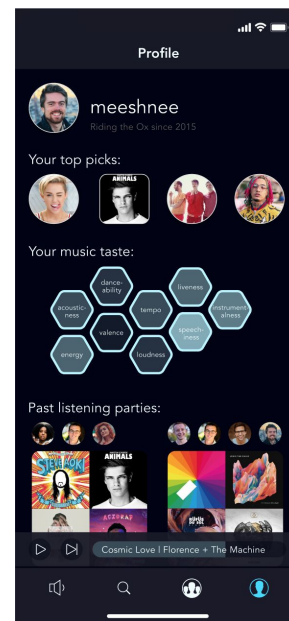 Profile
meeshnee
Riding the Ox since 2015
Your top picks:
ANIMALS
Your music taste:
dance-
ability
liveness
acoustic-
ness
tempo
instrument-
alness
valence
speech-
iness
energy
loudness
Past listening parties:
STEVE AOKI
ANIMALS
Cosmic Love | Florence + The Machine